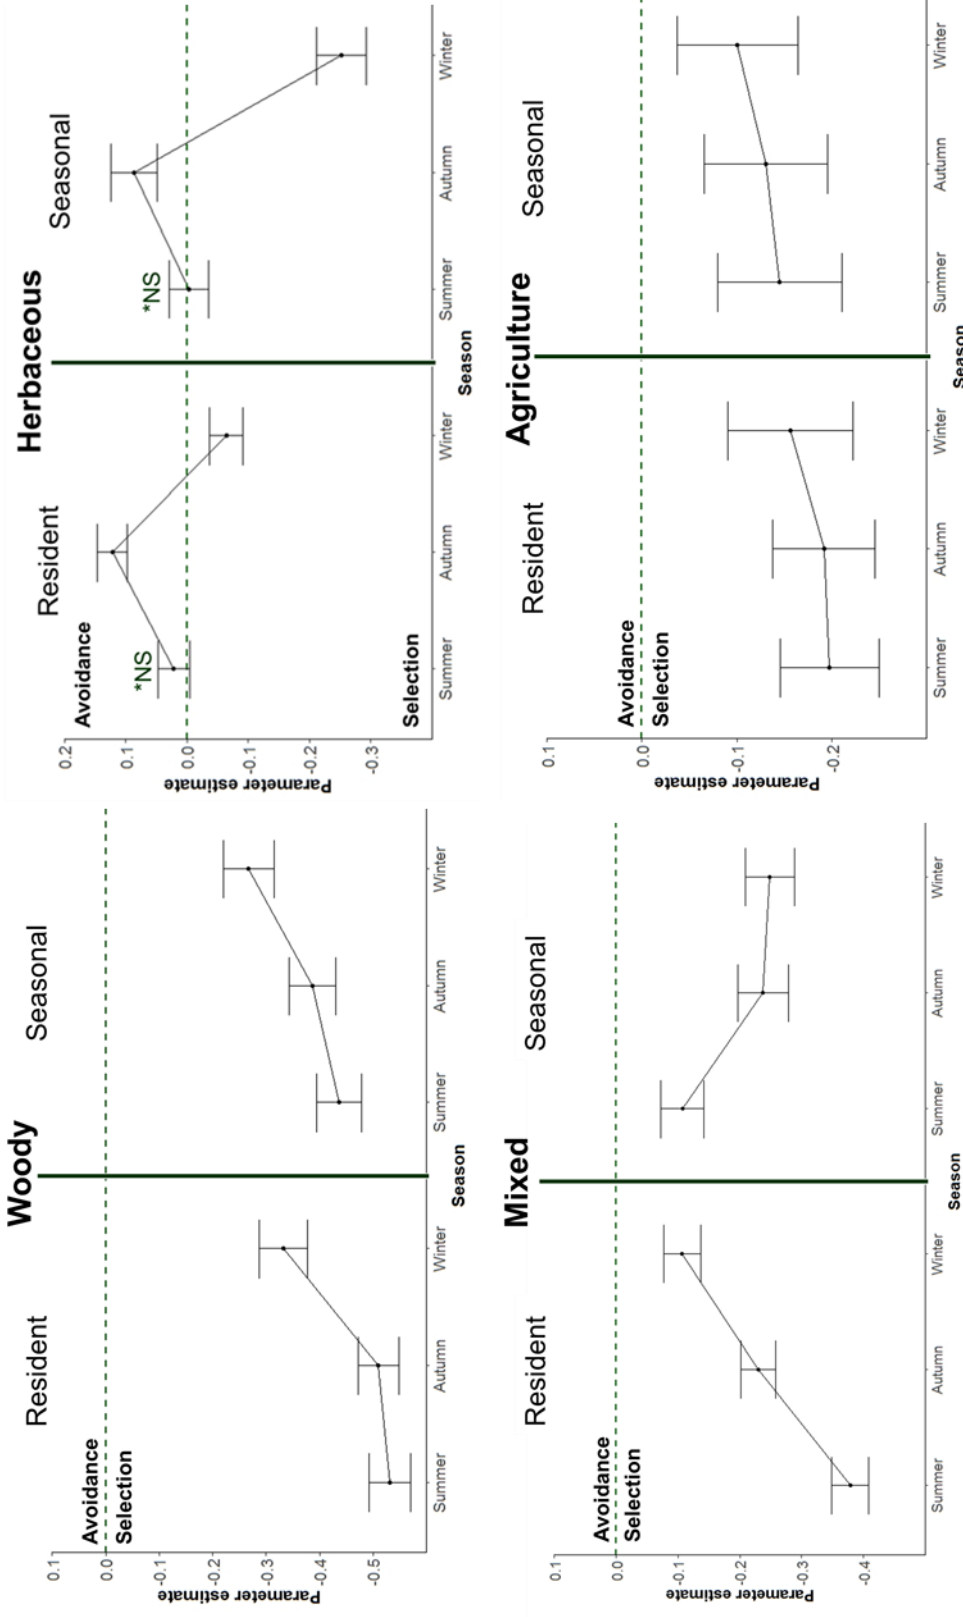 Woody
Resident
Seasonal
Avoidance
Selection
0.1
0.0
-0.1
-0.2
-0.3
-0.4
-0.5
Parameter estimate
Summer
Autumn
Winter
Summer
Autumn
Winter
Season
Herbaceous
Resident
Seasonal
Avoidance
*NS
*NS
Selection
0.2
0.1
0.0
-0.1
-0.2
-0.3
Parameter estimate
Summer
Autumn
Winter
Summer
Autumn
Winter
Season
Mixed
Resident
Seasonal
Avoidance
Selection
0.1
0.0
-0.1
-0.2
-0.3
-0.4
Parameter estimate
Summer
Autumn
Winter
Summer
Autumn
Winter
Season
Agriculture
Resident
Seasonal
Avoidance
Selection
0.1
0.0
-0.1
-0.2
Parameter estimate
Summer
Autumn
Winter
Summer
Autumn
Winter
Season